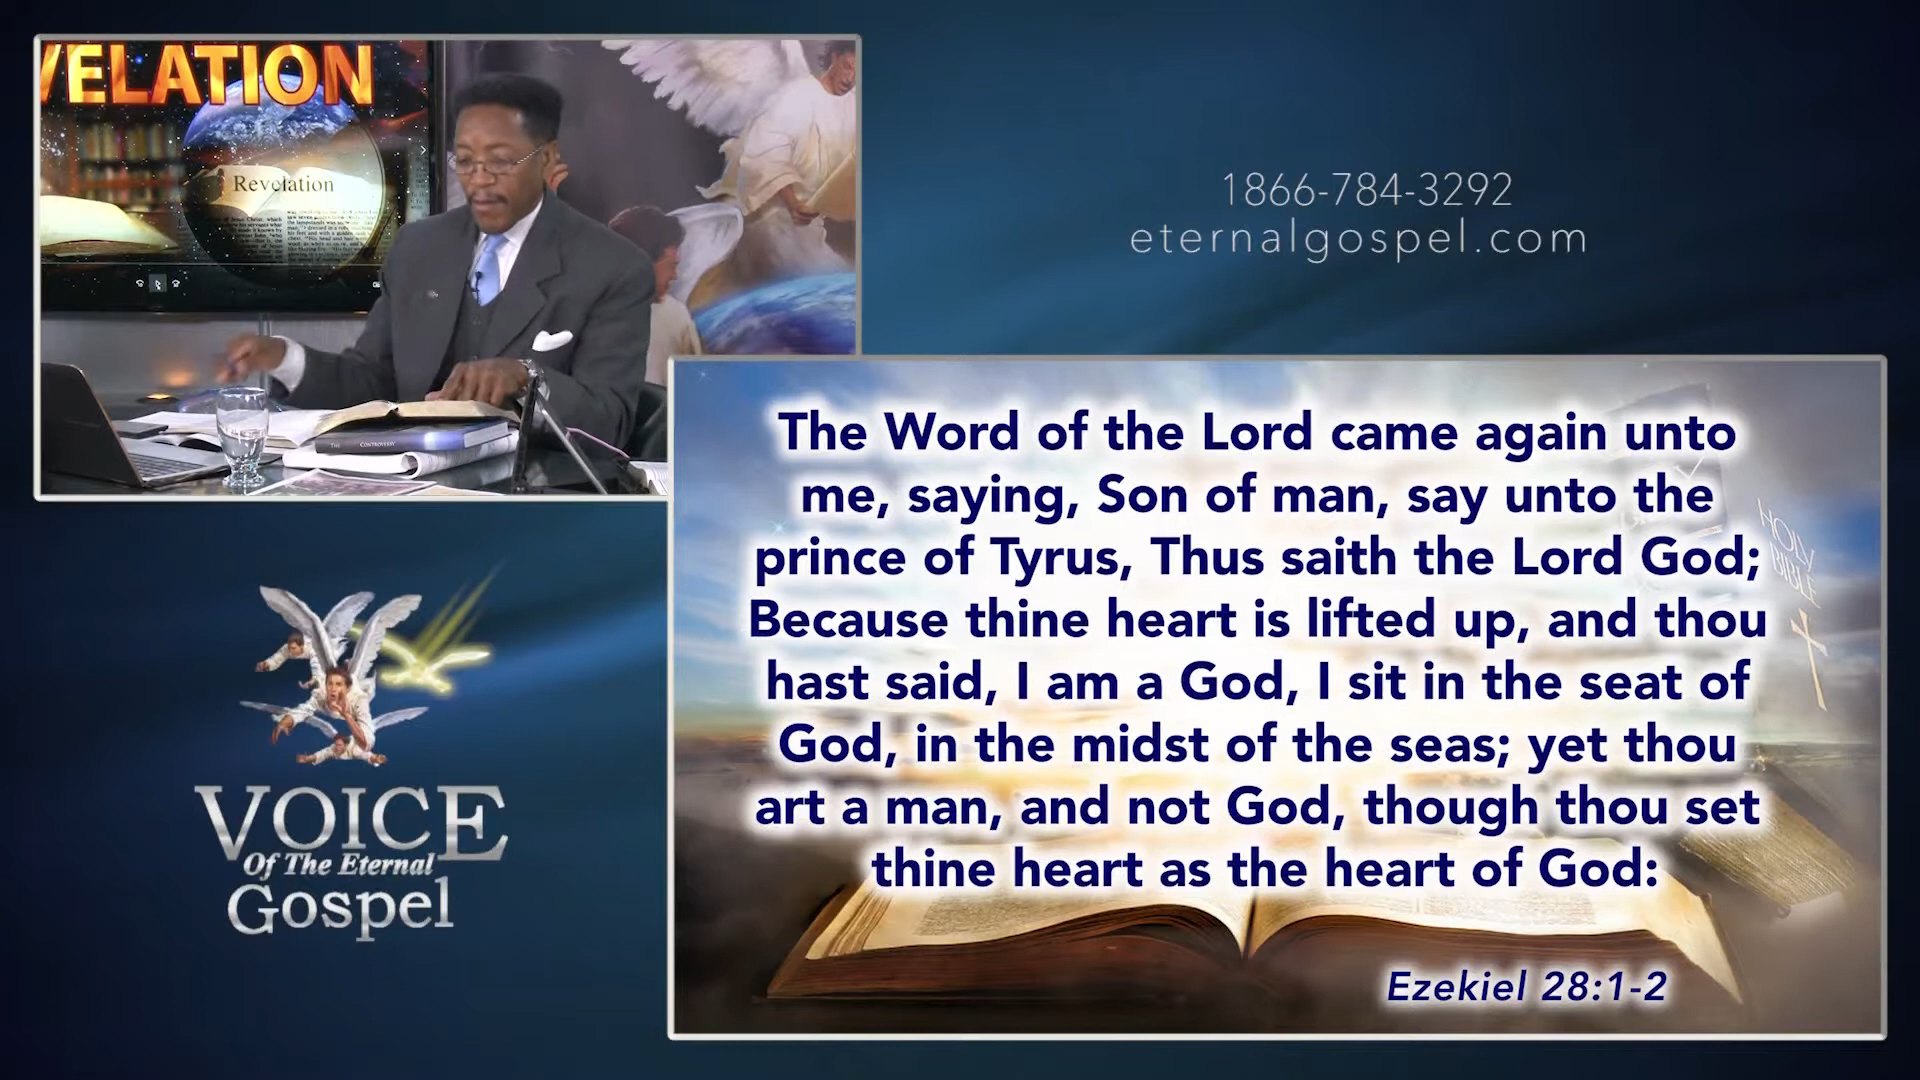 VELATION
Revelation
THE CONTROVERSY
1866-784-3292
eternalgospel.com
The Word of the Lord came again unto
me, saying, Son of man, say unto the
prince of Tyrus, Thus saith the Lord God;
Because thine heart is lifted up, and thou
hast said, I am a God, I sit in the seat of
God, in the midst of the seas; yet thou
art a man, and not God, though thou set
thine heart as the heart of God:
Ezekiel 28:1-2
HOLY
BIBLE
VOICE
Of The Eternal
Gospel